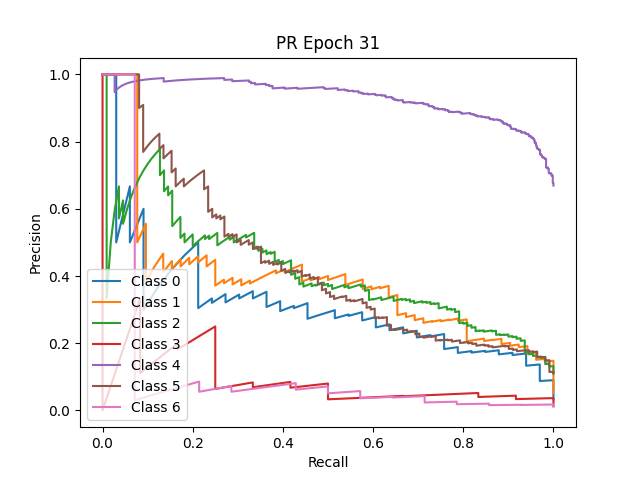 PR Epoch 31
Precision
1.0
0.8
0.6
0.4
0.2
0.0
Class 0
Class 1
Class 2
Class 3
Class 4
Class 5
Class 6
0.0 0.2 0.4 0.6 0.8 1.0
Recall